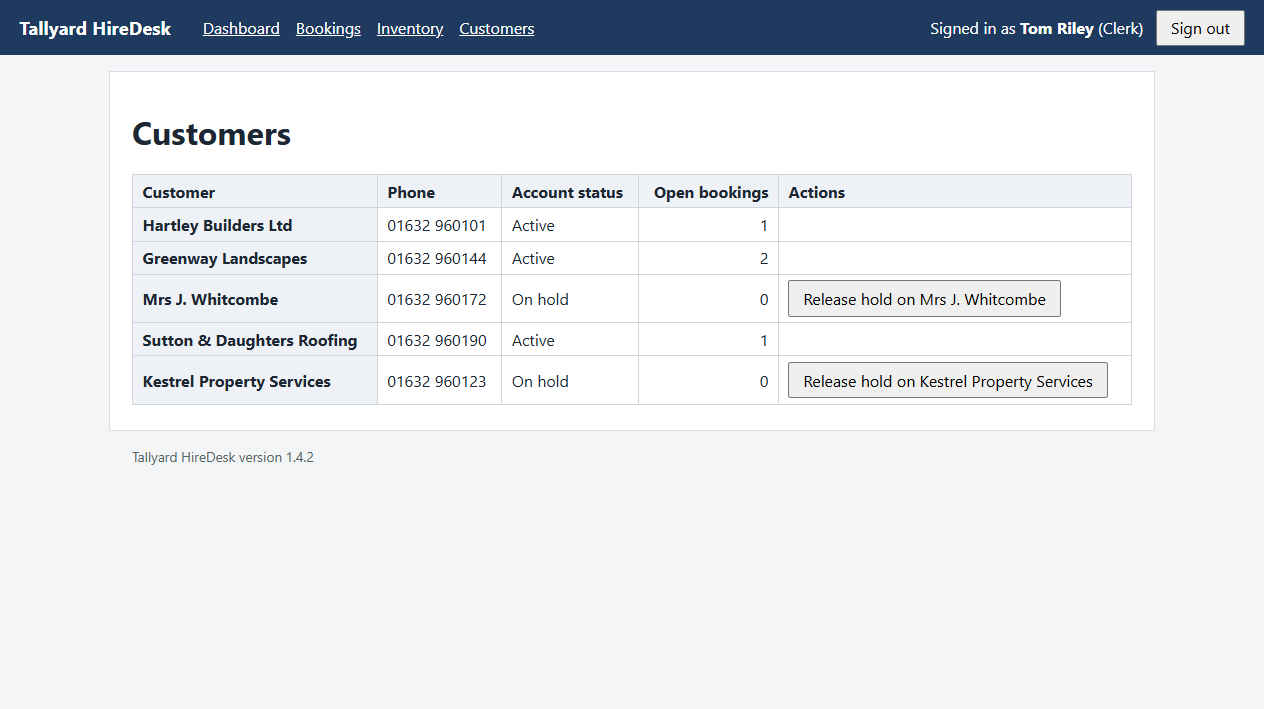 Tallyard HireDesk Dashboard Bookings Inventory Customers Signed in as Tom Riley (Clerk) Sign out
Customers
Customer Phone Account status Open bookings Actions
Hartley Builders Ltd 01632 960101 Active 1
Greenway Landscapes 01632 960144 Active 2
Mrs J. Whitcombe 01632 960172 On hold 0 Release hold on Mrs J. Whitcombe
Sutton & Daughters Roofing 01632 960190 Active 1
Kestrel Property Services 01632 960123 On hold 0 Release hold on Kestrel Property Services
Tallyard HireDesk version 1.4.2